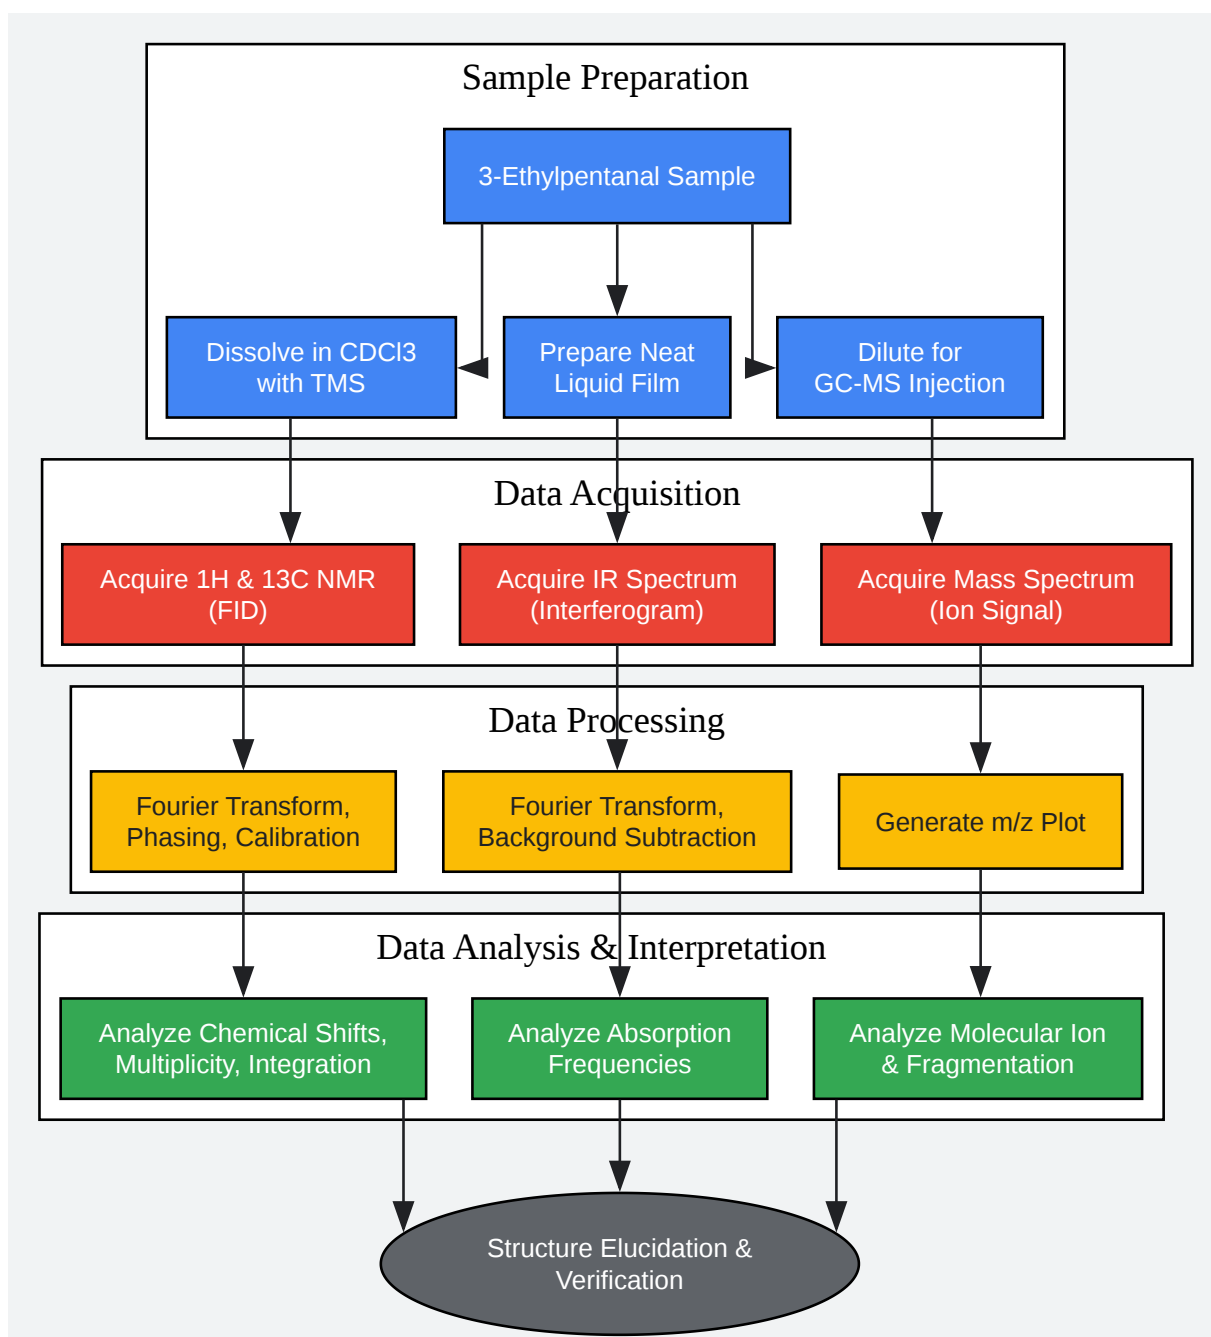 Sample Preparation
3-Ethylpentanal Sample
Dissolve in CDCl3
with TMS
Prepare Neat
Liquid Film
Dilute for
GC-MS Injection
Data Acquisition
Acquire 1H & 13C NMR
(FID)
Acquire IR Spectrum
(Interferogram)
Acquire Mass Spectrum
(Ion Signal)
Data Processing
Fourier Transform,
Phasing, Calibration
Fourier Transform,
Background Subtraction
Generate m/z Plot
Data Analysis & Interpretation
Analyze Chemical Shifts,
Multiplicity, Integration
Analyze Absorption
Frequencies
Analyze Molecular Ion
& Fragmentation
Structure Elucidation &
Verification